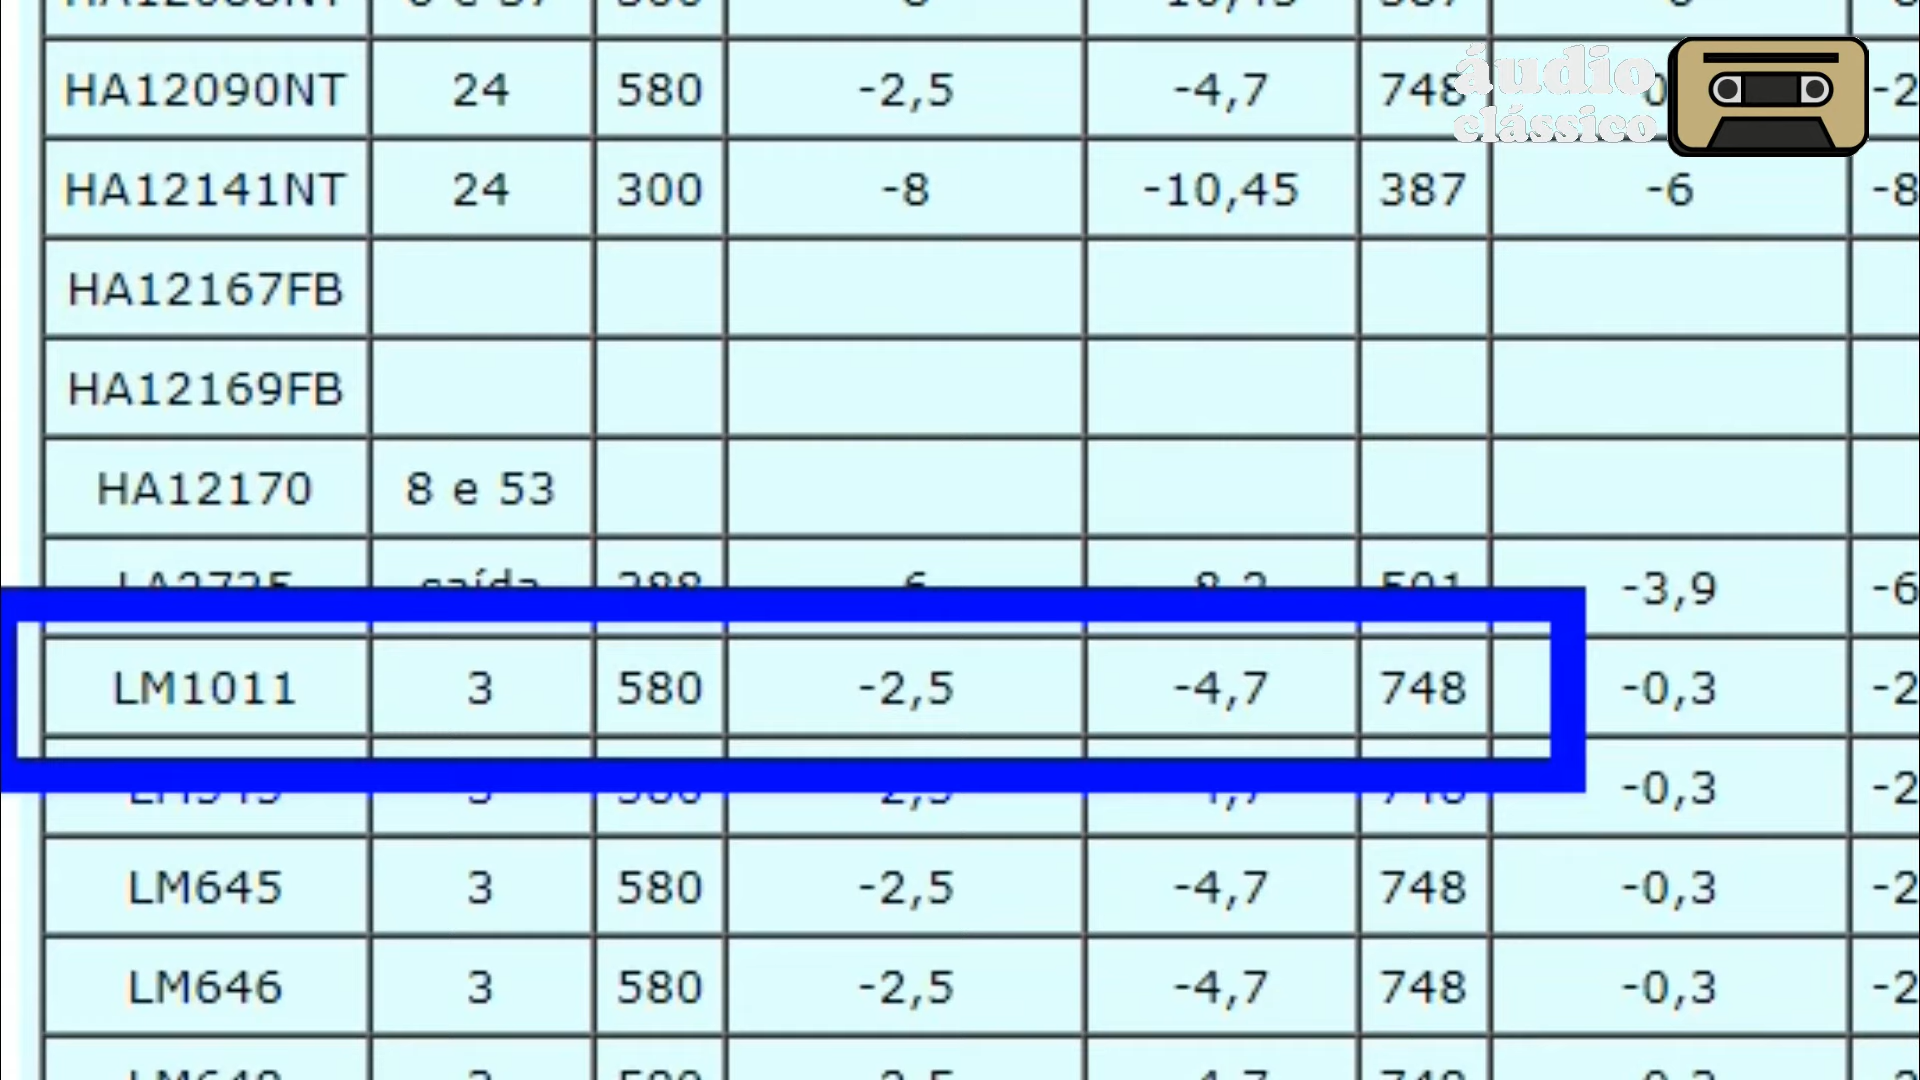 áudio
clássico
HA12090NT 24 580 -2,5 -4,7 748 -2
HA12141NT 24 300 -8 -10,45 387 -6 -8
HA12167FB
HA12169FB
HA12170 8 e 53
saída -3,9 -6
LM1011 3 580 -2,5 -4,7 748 -0,3 -2
-0,3 -2
LM645 3 580 -2,5 -4,7 748 -0,3 -2
LM646 3 580 -2,5 -4,7 748 -0,3 -2